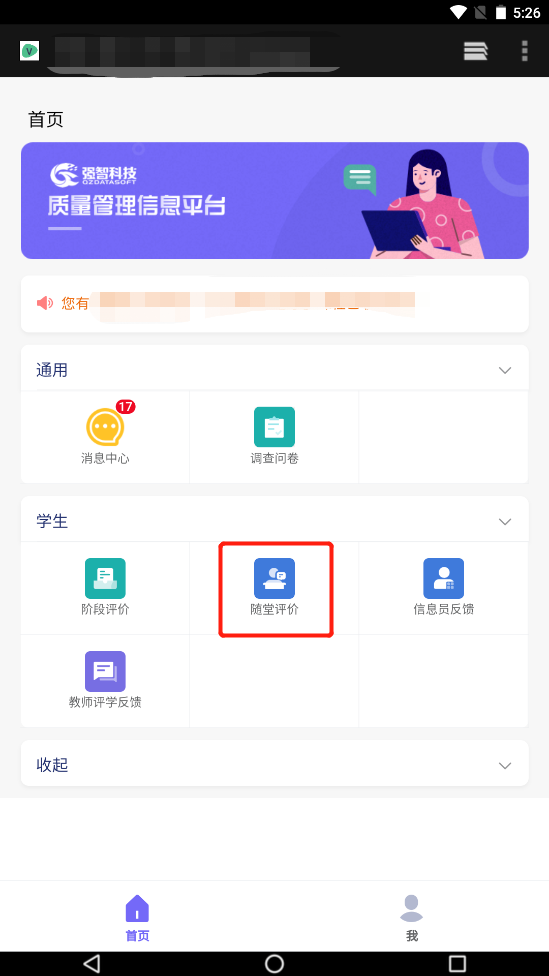 5:26
V
首页
强智科技
QZDATASOFT
质量管理信息平台
您有
通用
17
消息中心
调查问卷
学生
阶段评价
随堂评价
信息员反馈
教师评学反馈
收起
首页
我